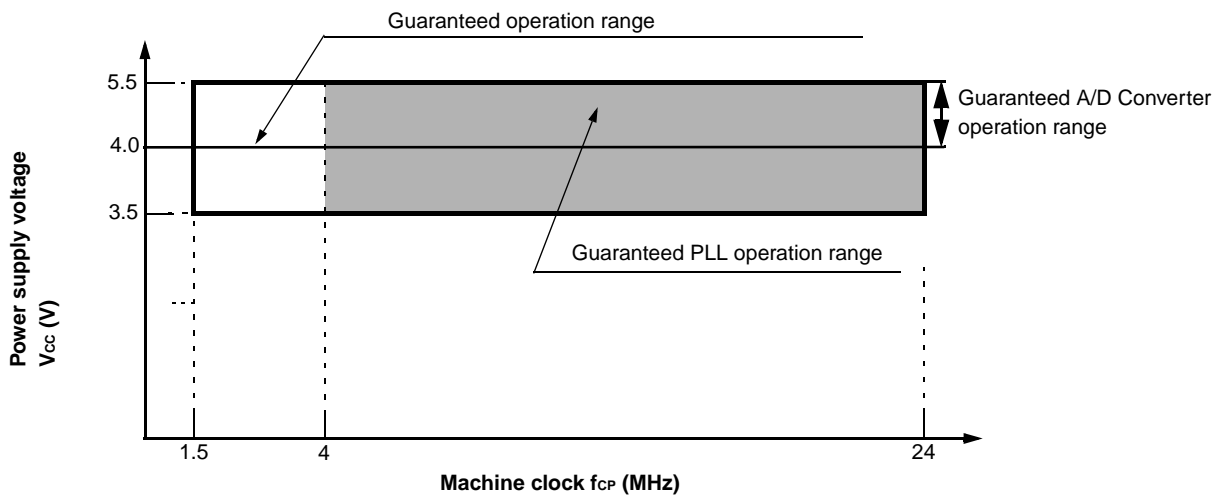 Guaranteed operation range
5.5
4.0
3.5
Guaranteed A/D Converter
operation range
Guaranteed PLL operation range
Power supply voltage
Vcc (V)
1.5
4
24
Machine clock fCP (MHz)